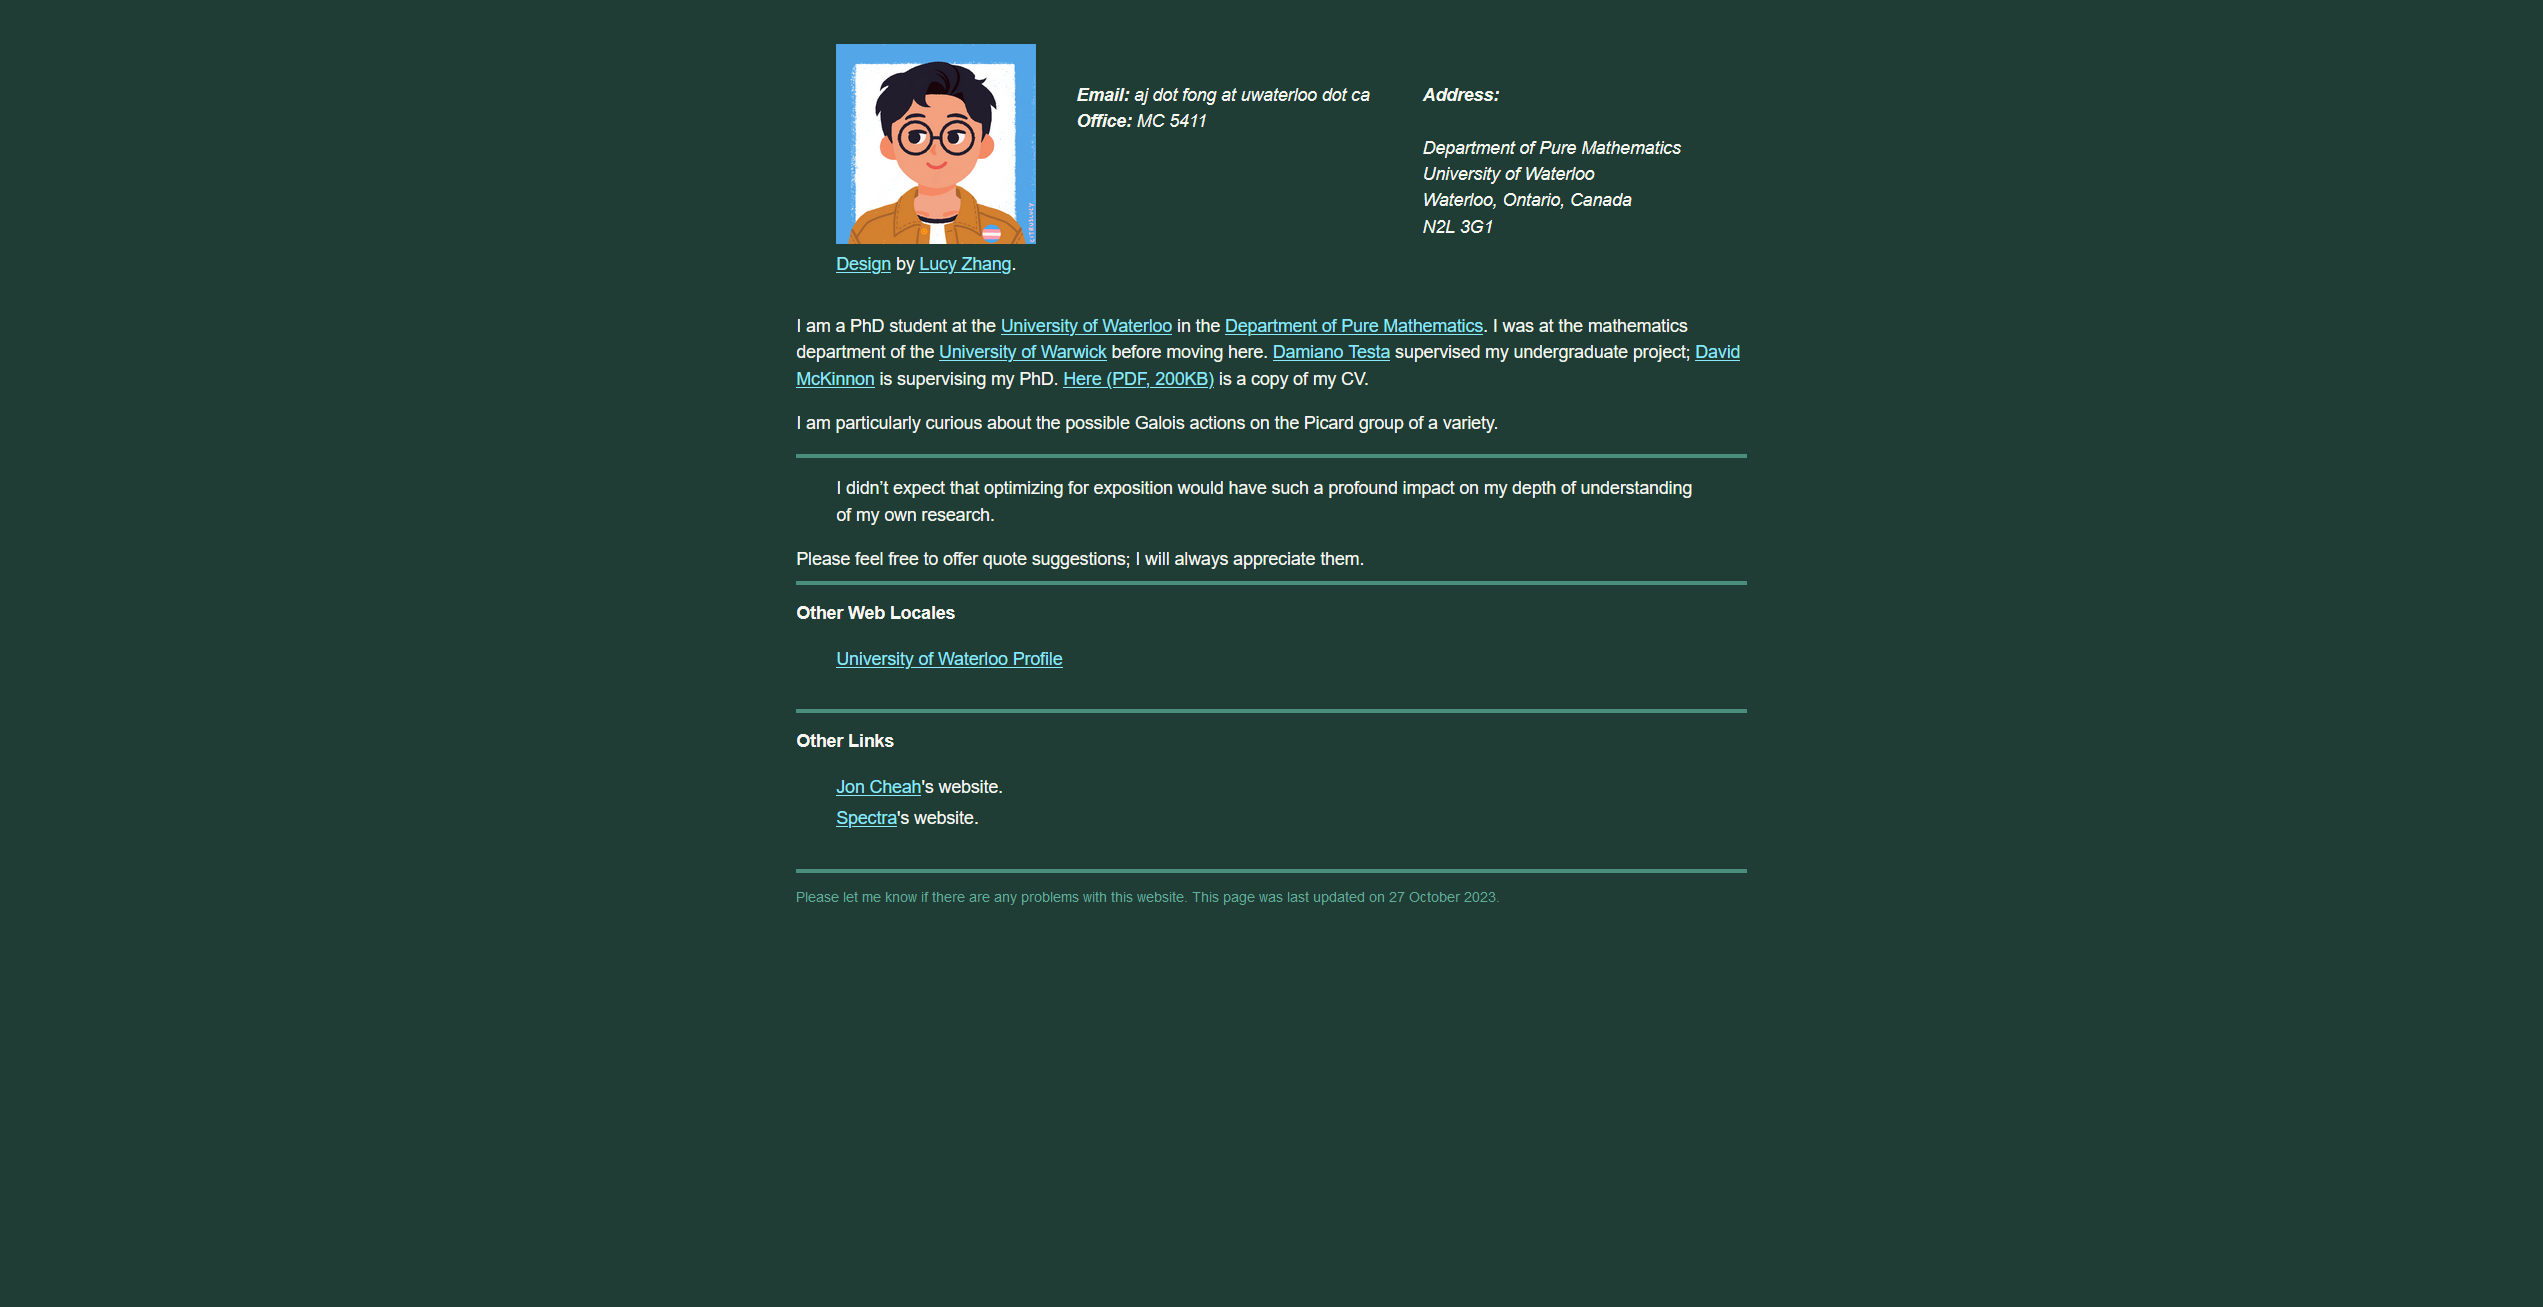 CITRUSLUCY
Design by Lucy Zhang.
Email: aj dot fong at uwaterloo dot ca
Office: MC 5411
Address:
Department of Pure Mathematics
University of Waterloo
Waterloo, Ontario, Canada
N2L 3G1
I am a PhD student at the University of Waterloo in the Department of Pure Mathematics. I was at the mathematics
department of the University of Warwick before moving here. Damiano Testa supervised my undergraduate project; David
McKinnon is supervising my PhD. Here (PDF, 200KB) is a copy of my CV.
I am particularly curious about the possible Galois actions on the Picard group of a variety.
I didn’t expect that optimizing for exposition would have such a profound impact on my depth of understanding
of my own research.
Please feel free to offer quote suggestions; I will always appreciate them.
Other Web Locales
University of Waterloo Profile
Other Links
Jon Cheah's website.
Spectra's website.
Please let me know if there are any problems with this website. This page was last updated on 27 October 2023.